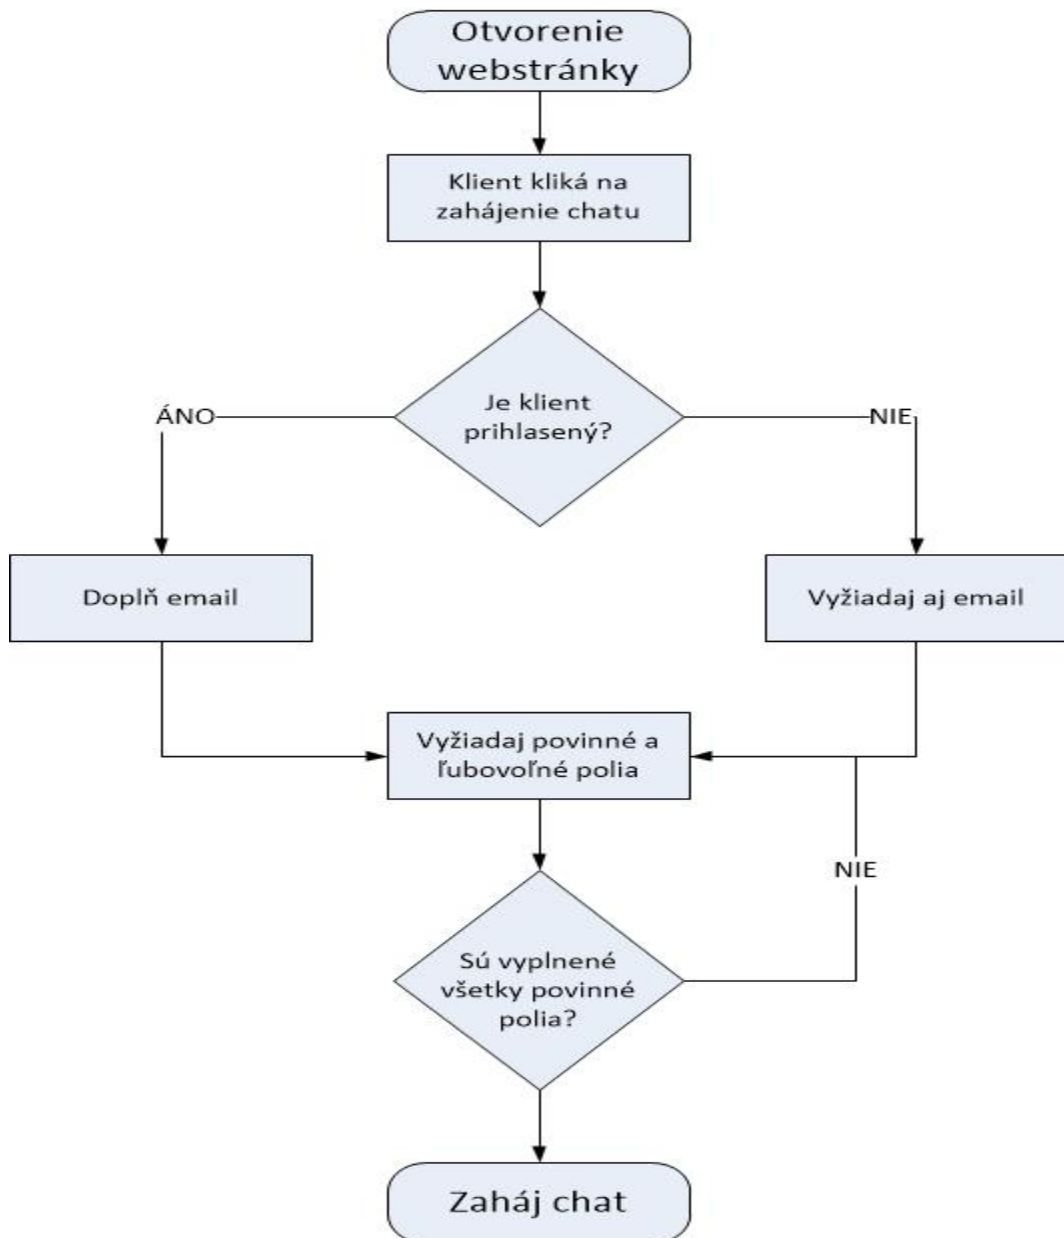 Otvorenie
webstránky
Klient kliká na
zahájenie chatu
Je klient
prihlasený?
ÁNO
NIE
Doplň email
Vyžiadaj aj email
Vyžiadaj povinné a
ľubovoľné polia
NIE
Sú vyplnené
všetky povinné
polia?
Zaháj chat